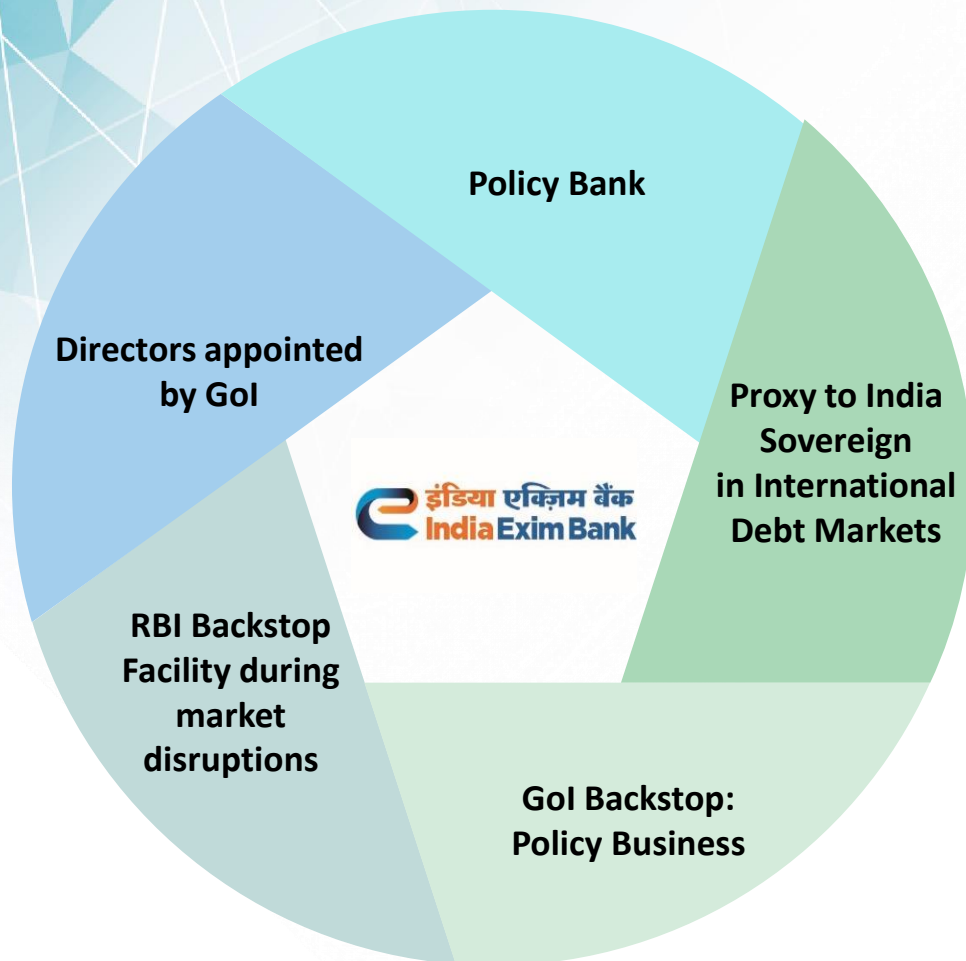 Policy Bank
Directors appointed
by GoI
Proxy to India
Sovereign
in International
Debt Markets
इंडिया एक्ज़िम बैंक
India Exim Bank
RBI Backstop
Facility during
market
disruptions
GoI Backstop:
Policy Business